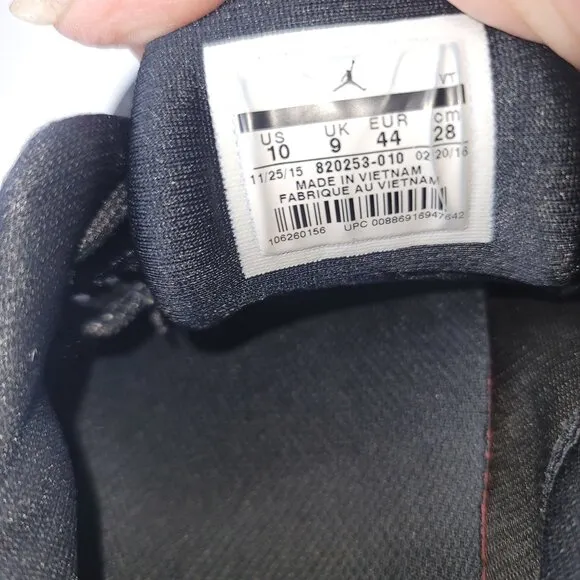 VT
US UK EUR cm
10 9 44 28
11/25/15 820253-010 02/20/16
MADE IN VIETNAM
FABRIQUE AU VIETNAM
106260156 UPC 00886916947642